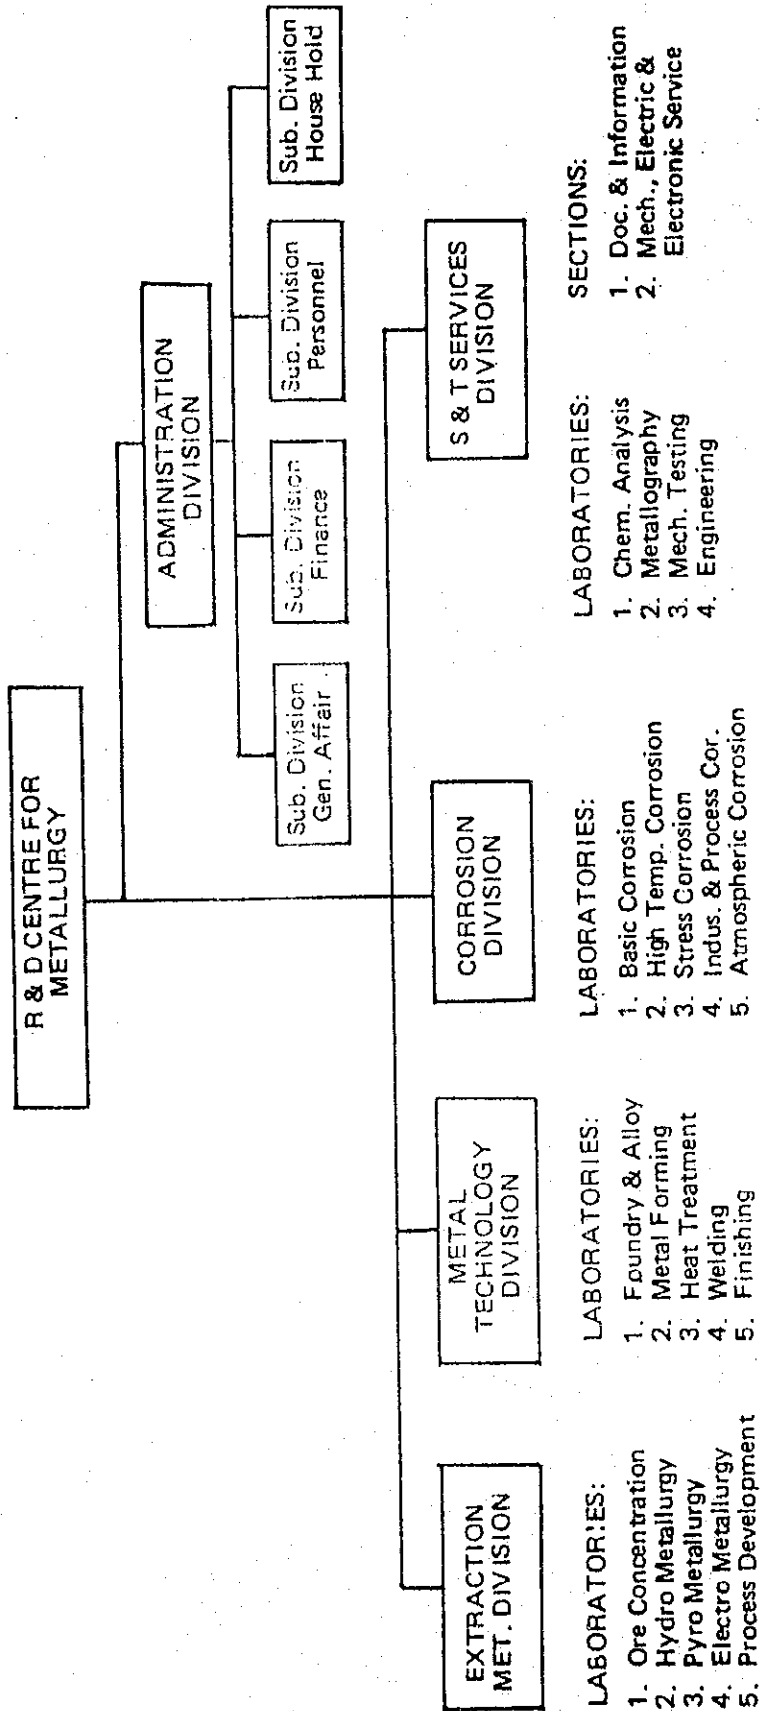 R & D CENTRE FOR
METALLURGY
ADMINISTRATION
DIVISION
Sub. Division
Gen. Affair
Sub. Division
Finance
Sub. Division
Personnel
Sub. Division
House Hold
EXTRACTION
MET. DIVISION
METAL
TECHNOLOGY
DIVISION
CORROSION
DIVISION
S & T SERVICES
DIVISION
LABORATORIES:
1. Ore Concentration
2. Hydro Metallurgy
3. Pyro Metallurgy
4. Electro Metallurgy
5. Process Development
LABORATORIES:
1. Foundry & Alloy
2. Metal Forming
3. Heat Treatment
4. Welding
5. Finishing
LABORATORIES:
1. Basic Corrosion
2. High Temp. Corrosion
3. Stress Corrosion
4. Indus. & Process Cor.
5. Atmospheric Corrosion
LABORATORIES:
1. Chem. Analysis
2. Metallography
3. Mech. Testing
4. Engineering
SECTIONS:
1. Doc. & Information
2. Mech., Electric &
Electronic Service